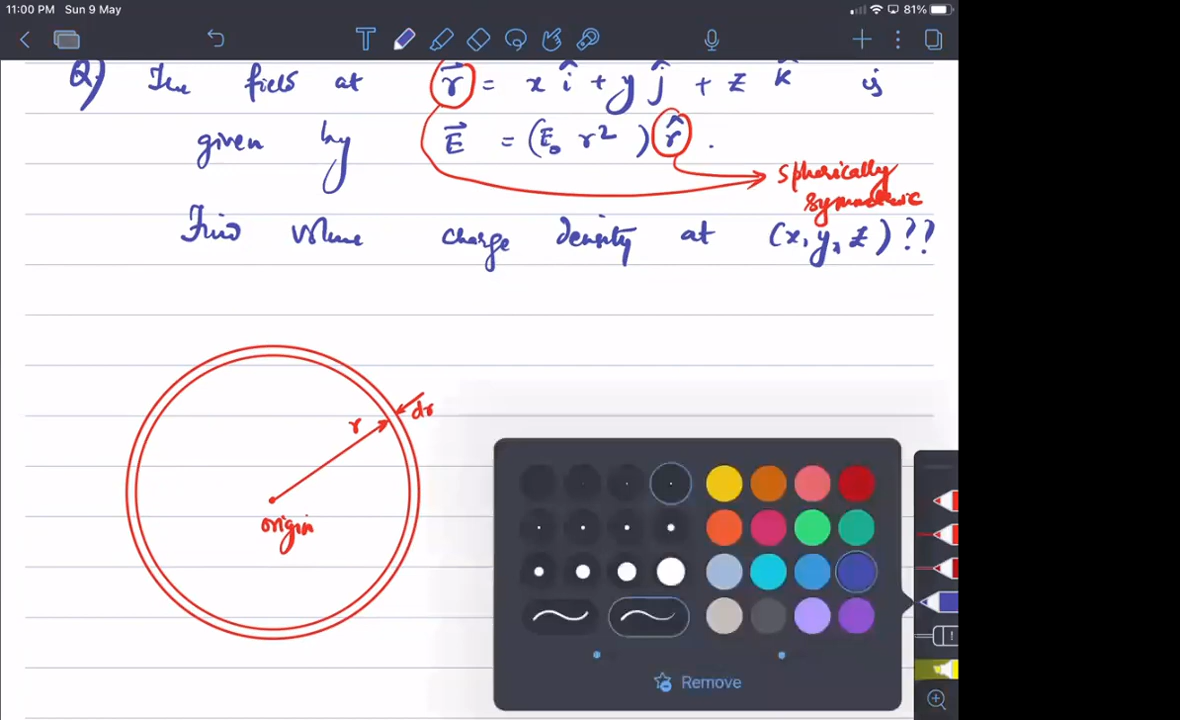 11:00 PM Sun 9 May
81%
T
Q) The field at r⃗ = x î + y ĵ + z k̂ is
given by E⃗ = (E₀ r²) r̂ .
spherically
symmetric
Find volume charge density at (x, y, z)??
dr
r
origin
Remove